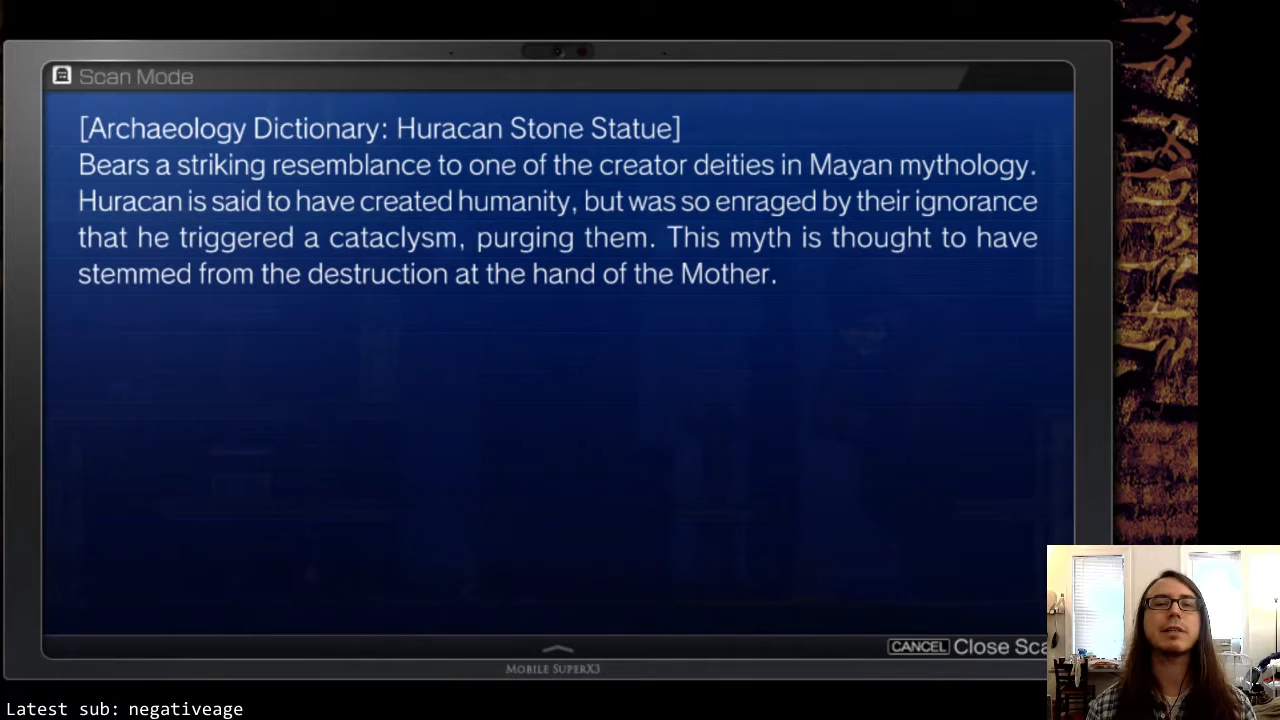 Scan Mode
[Archaeology Dictionary: Huracan Stone Statue]
Bears a striking resemblance to one of the creator deities in Mayan mythology.
Huracan is said to have created humanity, but was so enraged by their ignorance
that he triggered a cataclysm, purging them. This myth is thought to have
stemmed from the destruction at the hand of the Mother.
CANCEL Close Sca
MOBILE SUPERX3
Latest sub: negativeage